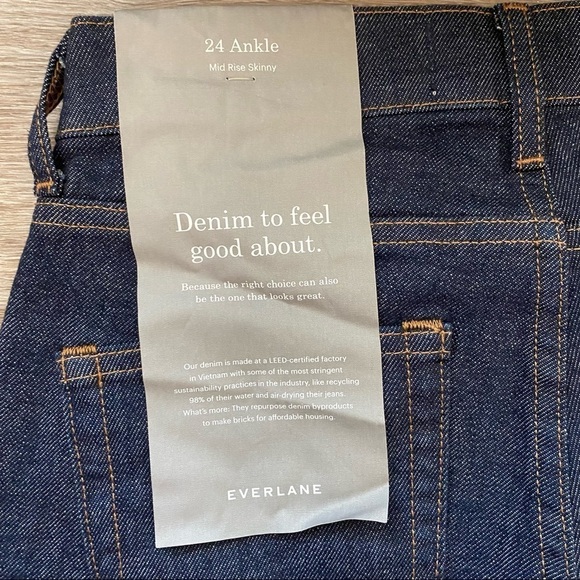 24 Ankle
Mid Rise Skinny
Denim to feel
good about.
Because the right choice can also
be the one that looks great.
Our denim is made at a LEED-certified factory
in Vietnam with some of the most stringent
sustainability practices in the industry, like recycling
98% of their water and air-drying their jeans.
What's more: They repurpose denim byproducts
to make bricks for affordable housing.
EVERLANE